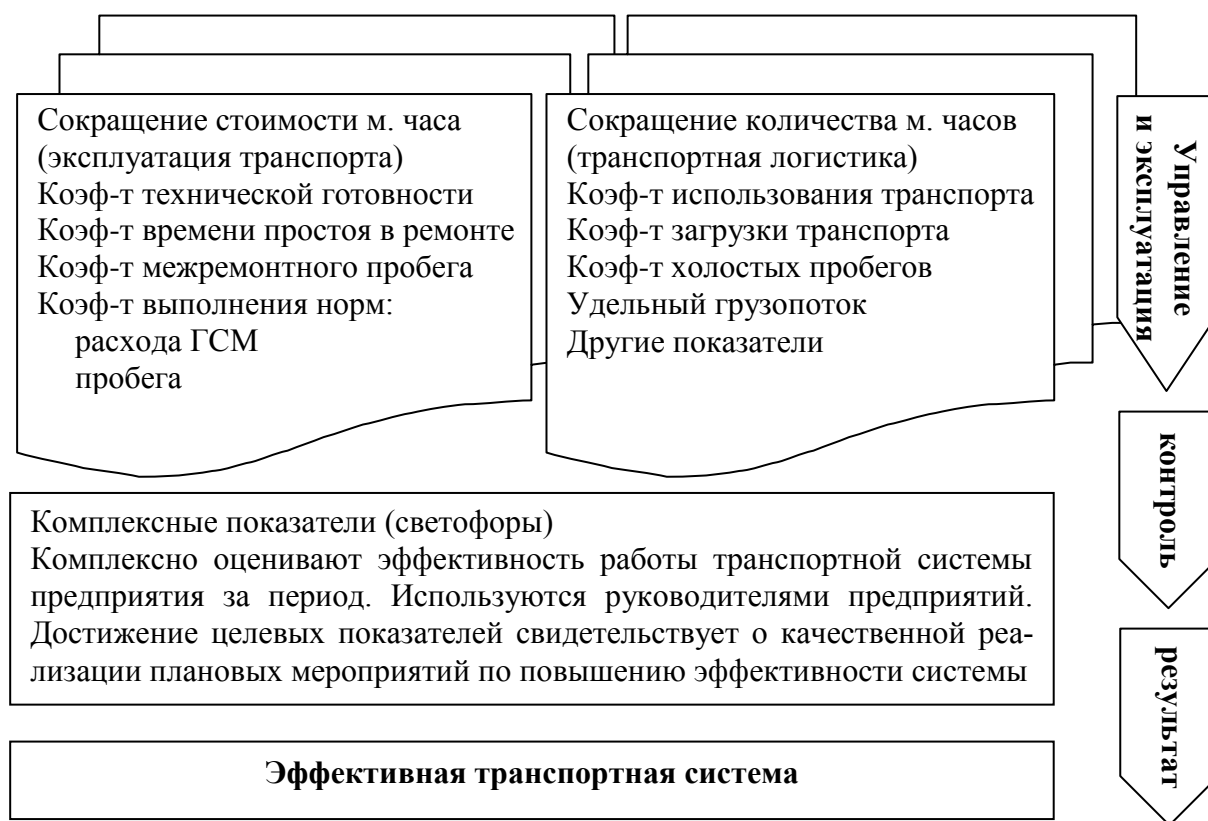 Сокращение стоимости м. часа
(эксплуатация транспорта)
Коэф-т технической готовности
Коэф-т времени простоя в ремонте
Коэф-т межремонтного пробега
Коэф-т выполнения норм:
расхода ГСМ
пробега
Сокращение количества м. часов
(транспортная логистика)
Коэф-т использования транспорта
Коэф-т загрузки транспорта
Коэф-т холостых пробегов
Удельный грузопоток
Другие показатели
Управление
и эксплуатация
контроль
Комплексные показатели (светофоры)
Комплексно оценивают эффективность работы транспортной системы
предприятия за период. Используются руководителями предприятий.
Достижение целевых показателей свидетельствует о качественной реа-
лизации плановых мероприятий по повышению эффективности системы
результат
Эффективная транспортная система